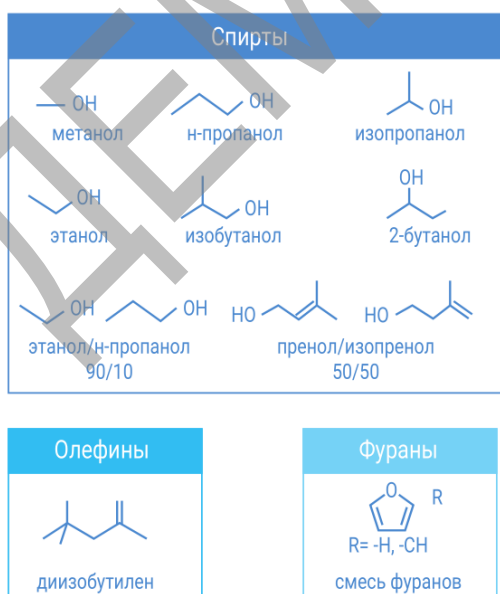 Спирты
OH
OH
OH
метанол
н-пропанол
изопропанол
OH
OH
OH
этанол
изобутанол
2-бутанол
OH
OH
HO
HO
этанол/н-пропанол
90/10
пренол/изопренол
50/50
Олефины
диизобутилен
Фураны
O
R
R= -H, -CH
смесь фуранов